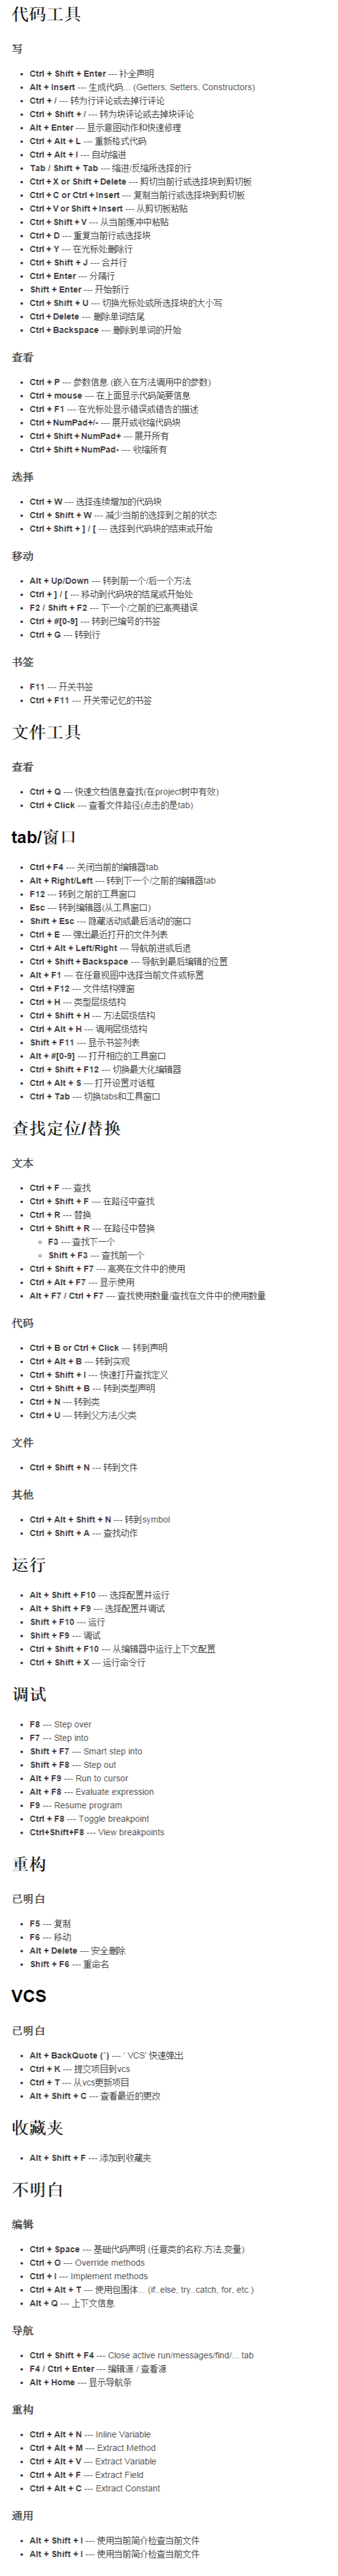 代码工具
写
Ctrl + Shift + Enter --- 补全声明
Alt + Insert --- 生成代码... (Getters, Setters, Constructors)
Ctrl + / --- 转为行评论或去掉行评论
Ctrl + Shift + / --- 转为块评论或去掉块评论
Alt + Enter --- 显示意图动作和快速修理
Ctrl + Alt + L --- 重新格式代码
Ctrl + Alt + I --- 自动缩进
Tab / Shift + Tab --- 缩进/反缩所选择的行
Ctrl + X or Shift + Delete --- 剪切当前行或选择块到剪切板
Ctrl + C or Ctrl + Insert --- 复制当前行或选择块到剪切板
Ctrl + V or Shift + Insert --- 从剪切板粘贴
Ctrl + Shift + V --- 从当前缓冲中粘贴
Ctrl + D --- 重复当前行或选择块
Ctrl + Y --- 在光标处删除行
Ctrl + Shift + J --- 合并行
Ctrl + Enter --- 分隔行
Shift + Enter --- 开始新行
Ctrl + Shift + U --- 切换光标处或所选择块的大小写
Ctrl + Delete --- 删除单词结尾
Ctrl + Backspace --- 删除到单词的开始
查看
Ctrl + P --- 参数信息 (嵌入在方法调用中的参数)
Ctrl + mouse --- 在上面显示代码简要信息
Ctrl + F1 --- 在光标处显示错误或错告的描述
Ctrl + NumPad+/- --- 展开或收缩代码块
Ctrl + Shift + NumPad+ --- 展开所有
Ctrl + Shift + NumPad- --- 收缩所有
选择
Ctrl + W --- 选择连续增加的代码块
Ctrl + Shift + W --- 减少当前的选择到之前的状态
Ctrl + Shift + ] / [ --- 选择到代码块的结束或开始
移动
Alt + Up/Down --- 转到前一个/后一个方法
Ctrl + ] / [ --- 移动到代码块的结尾或开始处
F2 / Shift + F2 --- 下一个/之前的已高亮错误
Ctrl + #[0-9] --- 转到已编号的书签
Ctrl + G --- 转到行
书签
F11 --- 开关书签
Ctrl + F11 --- 开关带记忆的书签
文件工具
查看
Ctrl + Q --- 快速文档信息查找(在project树中有效)
Ctrl + Click --- 查看文件路径(点击的是tab)
tab/窗口
Ctrl + F4 --- 关闭当前的编辑器tab
Alt + Right/Left --- 转到下一个/之前的编辑器tab
F12 --- 转到之前的工具窗口
Esc --- 转到编辑器(从工具窗口)
Shift + Esc --- 隐藏活动或最后活动的窗口
Ctrl + E --- 弹出最近打开的文件列表
Ctrl + Alt + Left/Right --- 导航前进或后退
Ctrl + Shift + Backspace --- 导航到最后编辑的位置
Alt + F1 --- 在任意视图中选择当前文件或标置
Ctrl + F12 --- 文件结构弹窗
Ctrl + H --- 类型层级结构
Ctrl + Shift + H --- 方法层级结构
Ctrl + Alt + H --- 调用层级结构
Shift + F11 --- 显示书签列表
Alt + #[0-9] --- 打开相应的工具窗口
Ctrl + Shift + F12 --- 切换最大化编辑器
Ctrl + Alt + S --- 打开设置对话框
Ctrl + Tab --- 切换tabs和工具窗口
查找定位/替换
文本
Ctrl + F --- 查找
Ctrl + Shift + F --- 在路径中查找
Ctrl + R --- 替换
Ctrl + Shift + R --- 在路径中替换
F3 --- 查找下一个
Shift + F3 --- 查找前一个
Ctrl + Shift + F7 --- 高亮在文件中的使用
Ctrl + Alt + F7 --- 显示使用
Alt + F7 / Ctrl + F7 --- 查找使用数量/查找在文件中的使用数量
代码
Ctrl + B or Ctrl + Click --- 转到声明
Ctrl + Alt + B --- 转到实现
Ctrl + Shift + I --- 快速打开查找定义
Ctrl + Shift + B --- 转到类型声明
Ctrl + N --- 转到类
Ctrl + U --- 转到父方法/父类
文件
Ctrl + Shift + N --- 转到文件
其他
Ctrl + Alt + Shift + N --- 转到symbol
Ctrl + Shift + A --- 查找动作
运行
Alt + Shift + F10 --- 选择配置并运行
Alt + Shift + F9 --- 选择配置并调试
Shift + F10 --- 运行
Shift + F9 --- 调试
Ctrl + Shift + F10 --- 从编辑器中运行上下文配置
Ctrl + Shift + X --- 运行命令行
调试
F8 --- Step over
F7 --- Step into
Shift + F7 --- Smart step into
Shift + F8 --- Step out
Alt + F9 --- Run to cursor
Alt + F8 --- Evaluate expression
F9 --- Resume program
Ctrl + F8 --- Toggle breakpoint
Ctrl+Shift+F8 --- View breakpoints
重构
已明白
F5 --- 复制
F6 --- 移动
Alt + Delete --- 安全删除
Shift + F6 --- 重命名
VCS
已明白
Alt + BackQuote (`) --- ‘ VCS’ 快速弹出
Ctrl + K --- 提交项目到vcs
Ctrl + T --- 从vcs更新项目
Alt + Shift + C --- 查看最近的更改
收藏夹
Alt + Shift + F --- 添加到收藏夹
不明白
编辑
Ctrl + Space --- 基础代码声明 (任意类的名称,方法,变量)
Ctrl + O --- Override methods
Ctrl + I --- Implement methods
Ctrl + Alt + T --- 使用包围体... (if..else, try..catch, for, etc.)
Alt + Q --- 上下文信息
导航
Ctrl + Shift + F4 --- Close active run/messages/find/... tab
F4 / Ctrl + Enter --- 编辑源 / 查看源
Alt + Home --- 显示导航条
重构
Ctrl + Alt + N --- Inline Variable
Ctrl + Alt + M --- Extract Method
Ctrl + Alt + V --- Extract Variable
Ctrl + Alt + F --- Extract Field
Ctrl + Alt + C --- Extract Constant
通用
Alt + Shift + I --- 使用当前简介检查当前文件
Alt + Shift + I --- 使用当前简介检查当前文件